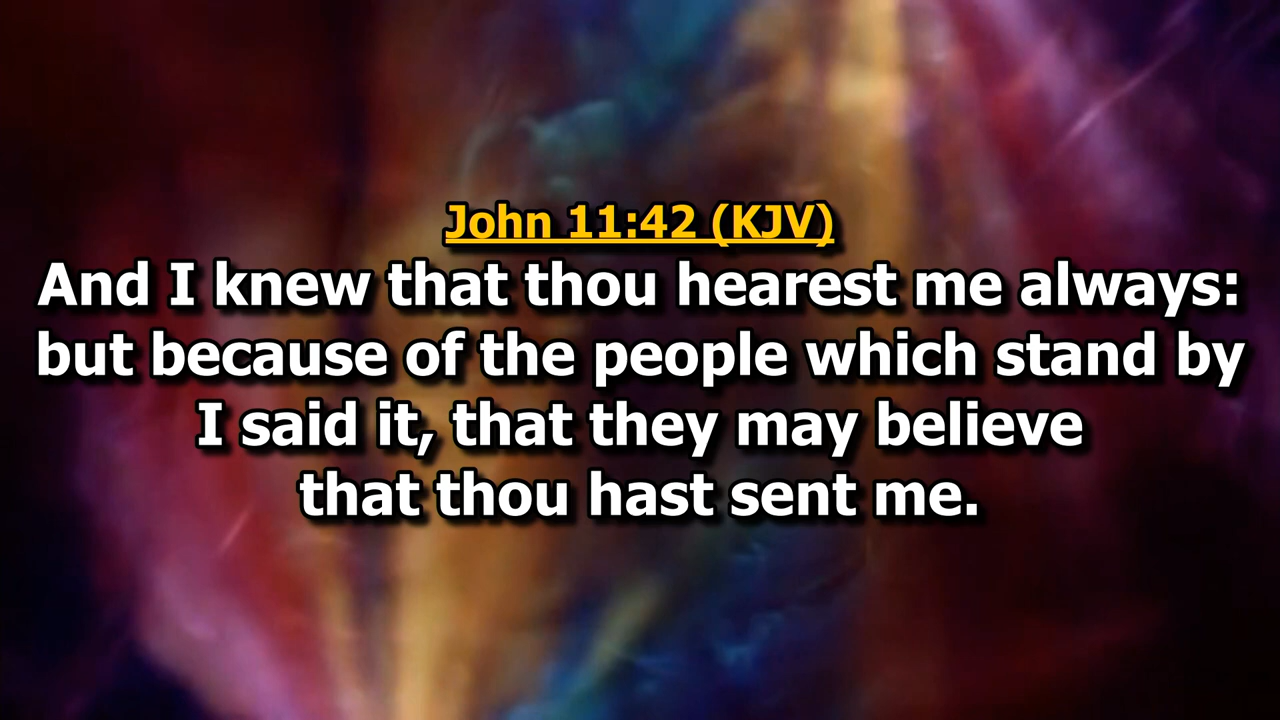 John 11:42 (KJV)
And I knew that thou hearest me always:
but because of the people which stand by
I said it, that they may believe
that thou hast sent me.